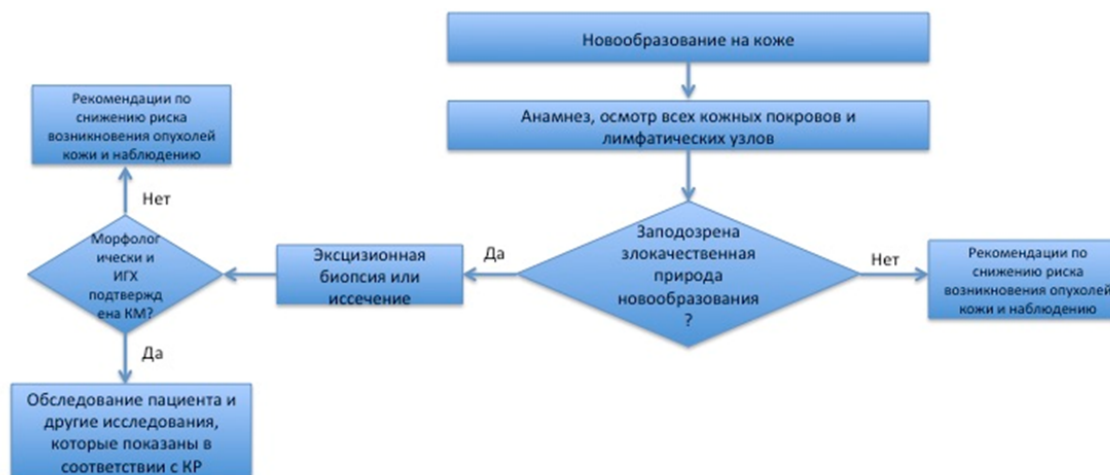 Новообразование на коже
Анамнез, осмотр всех кожных покровов и
лимфатических узлов
Заподозрена
злокачественная
природа
новообразования
?
Нет
Рекомендации по
снижению риска
возникновения опухолей
кожи и наблюдению
Да
Эксцизионная
биопсия или
иссечение
Морфолог
ически и
ИГХ
подтвержд
ена КМ?
Нет
Рекомендации по
снижению риска
возникновения опухолей
кожи и наблюдению
Да
Обследование пациента и
другие исследования,
которые показаны в
соответствии с КР